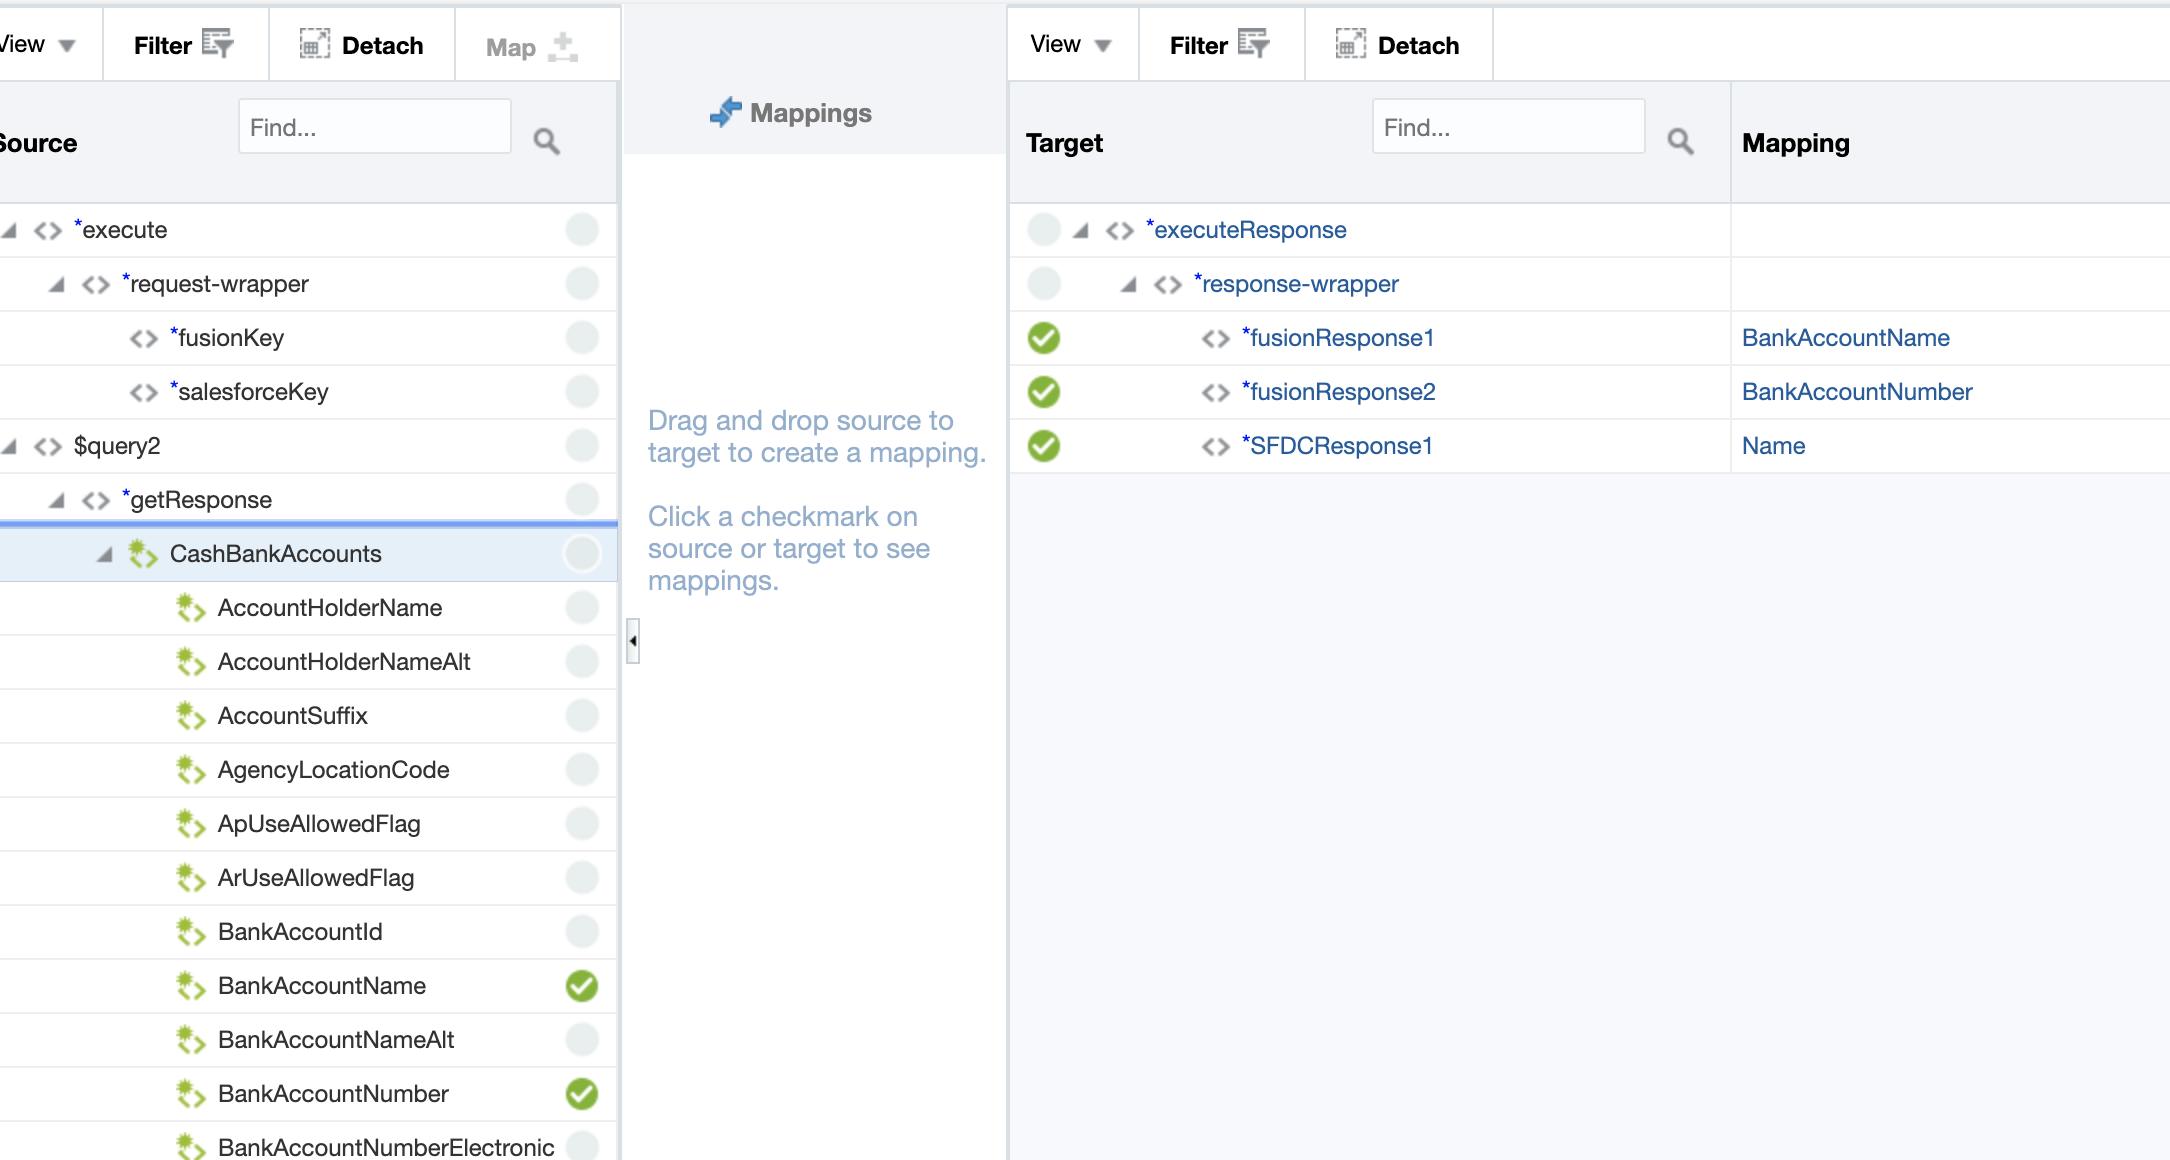 View Filter Detach Map
View Filter Detach
Source Find...
Mappings
Target Find... Mapping
*execute
*request-wrapper
*fusionKey
*salesforceKey
$query2
*getResponse
CashBankAccounts
AccountHolderName
AccountHolderNameAlt
AccountSuffix
AgencyLocationCode
ApUseAllowedFlag
ArUseAllowedFlag
BankAccountId
BankAccountName
BankAccountNameAlt
BankAccountNumber
BankAccountNumberElectronic
Drag and drop source to
target to create a mapping.
Click a checkmark on
source or target to see
mappings.
*executeResponse
*response-wrapper
*fusionResponse1 BankAccountName
*fusionResponse2 BankAccountNumber
*SFDCResponse1 Name